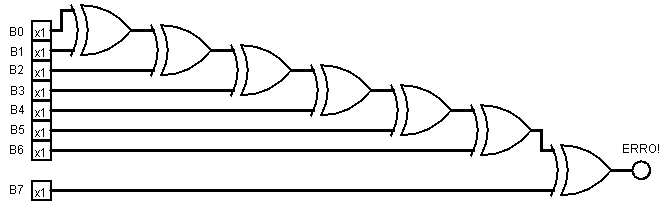 B0 x1
B1 x1
B2 x1
B3 x1
B4 x1
B5 x1
B6 x1
ERRO!
B7 x1